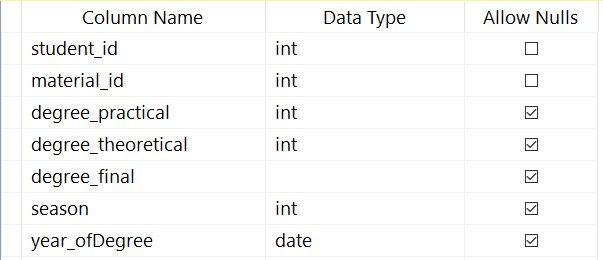 Column Name Data Type Allow Nulls
student_id int
material_id int
degree_practical int
degree_theoretical int
degree_final
season int
year_ofDegree date